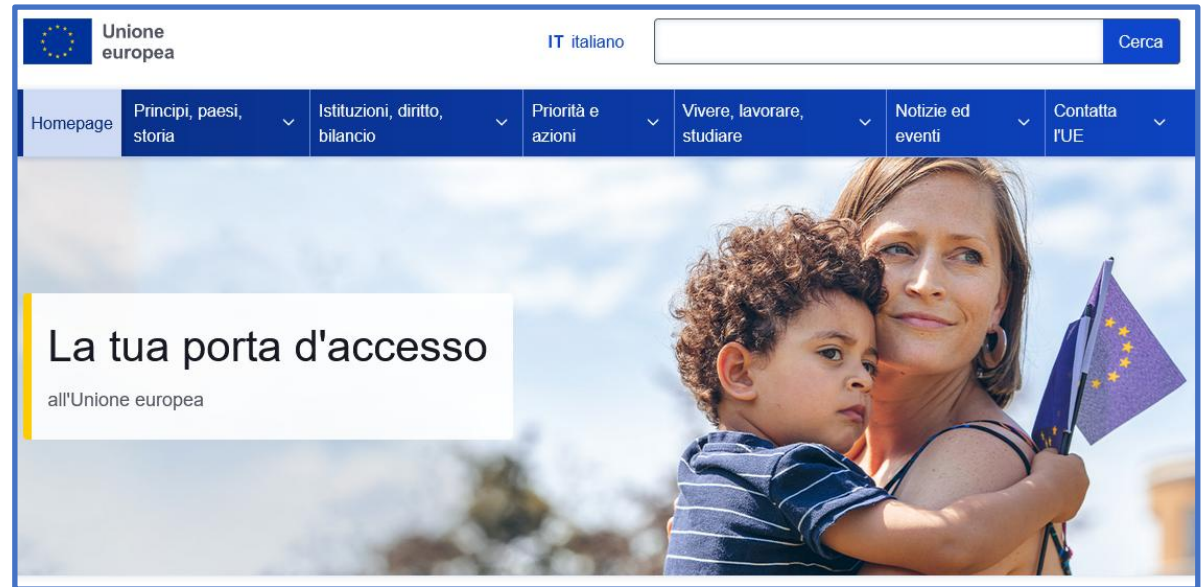 Unione
europea
IT italiano
Cerca
Homepage
Principi, paesi,
storia
Istituzioni, diritto,
bilancio
Priorità e
azioni
Vivere, lavorare,
studiare
Notizie ed
eventi
Contatta
l'UE
La tua porta d'accesso
all'Unione europea